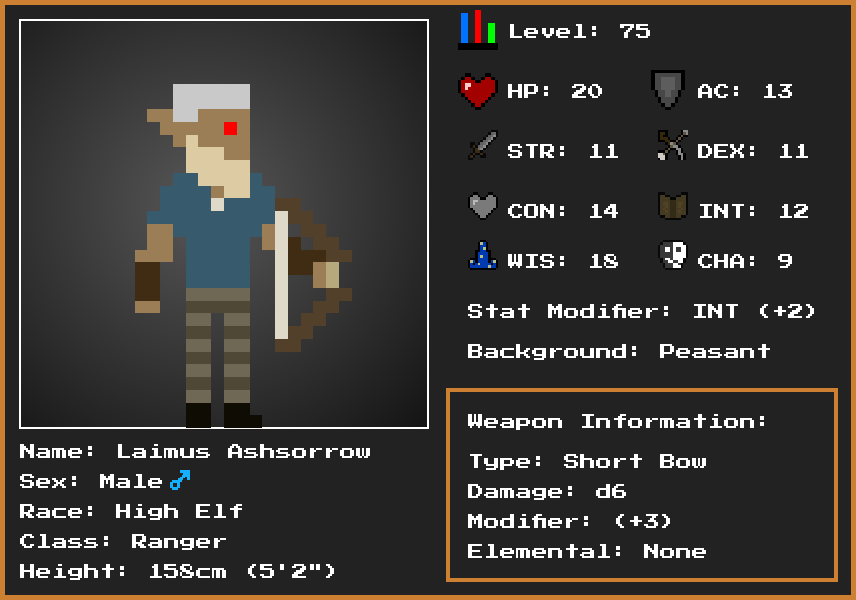 Level: 75
HP: 20
AC: 13
STR: 11
DEX: 11
CON: 14
INT: 12
WIS: 18
CHA: 9
Stat Modifier: INT (+2)
Background: Peasant
Weapon Information:
Type: Short Bow
Damage: d6
Modifier: (+3)
Elemental: None
Name: Laimus Ashsorrow
Sex: Male♂
Race: High Elf
Class: Ranger
Height: 158cm (5'2")